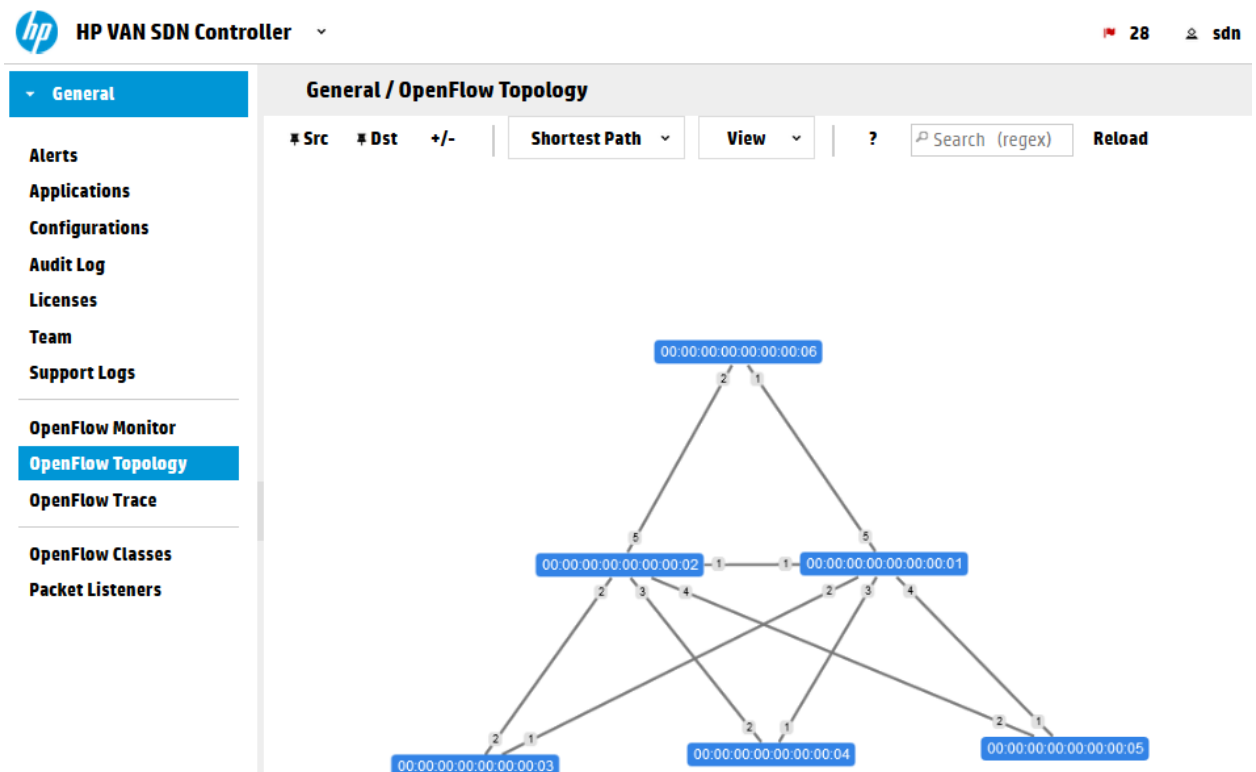 hp HP VAN SDN Controller 28 sdn
General
General / OpenFlow Topology
Src Dst +/- Shortest Path View ? Search (regex) Reload
Alerts
Applications
Configurations
Audit Log
Licenses
Team
Support Logs
OpenFlow Monitor
OpenFlow Topology
OpenFlow Trace
OpenFlow Classes
Packet Listeners
00:00:00:00:00:00:00:06
2 1
5 5
00:00:00:00:00:00:00:02 1 1 00:00:00:00:00:00:00:01
2 3 4 2 3 4
2 1 2 1 2 1
00:00:00:00:00:00:00:03 00:00:00:00:00:00:00:04 00:00:00:00:00:00:00:05